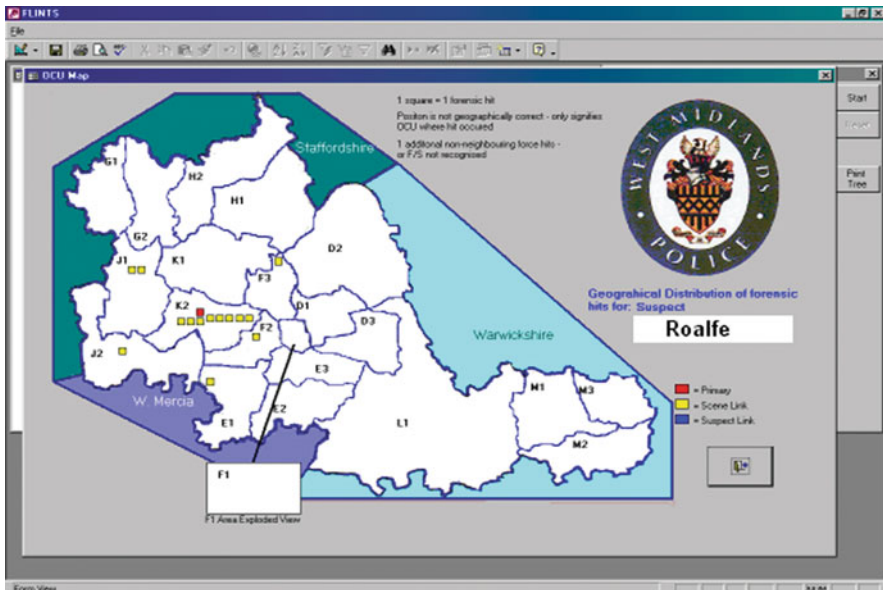 FLINTS
File
OCU Map
1 square = 1 forensic hit
Position is not geographically correct - only signifies
OCU where hit occured
1 additonal non-neighbouring force hits -
or F/S not recognised
Start
Reset
Print
Tree
WEST MIDLANDS
POLICE
Geograhical Distribution of forensic
hits for: Suspect
Roalfe
= Primary
= Scene Link
= Suspect Link
Staffordshire
Warwickshire
W. Mercia
G1
H2
H1
G2
J1
K1
D2
F3
K2
D1
F2
D3
J2
E3
E1
E2
L1
M1
M3
M2
F1
F1 Area Exploded View
Form View
NUM